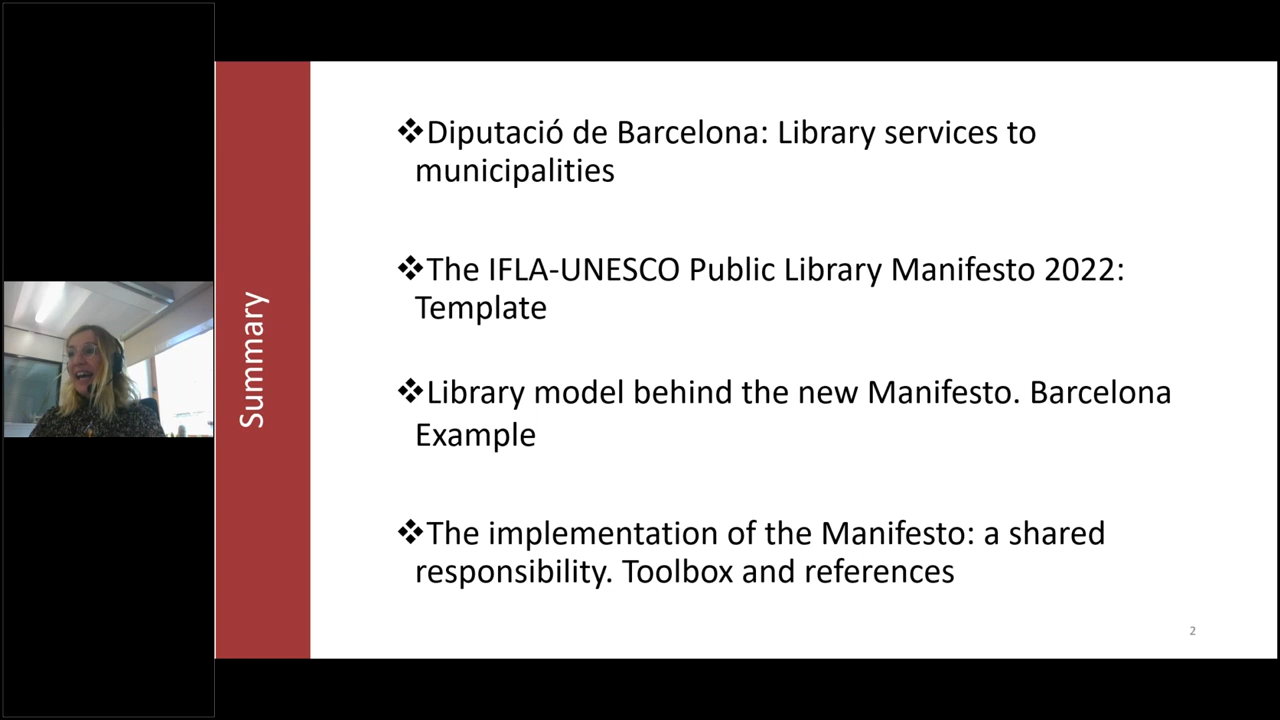 Summary
❖Diputació de Barcelona: Library services to
municipalities
❖The IFLA-UNESCO Public Library Manifesto 2022:
Template
❖Library model behind the new Manifesto. Barcelona
Example
❖The implementation of the Manifesto: a shared
responsibility. Toolbox and references
2